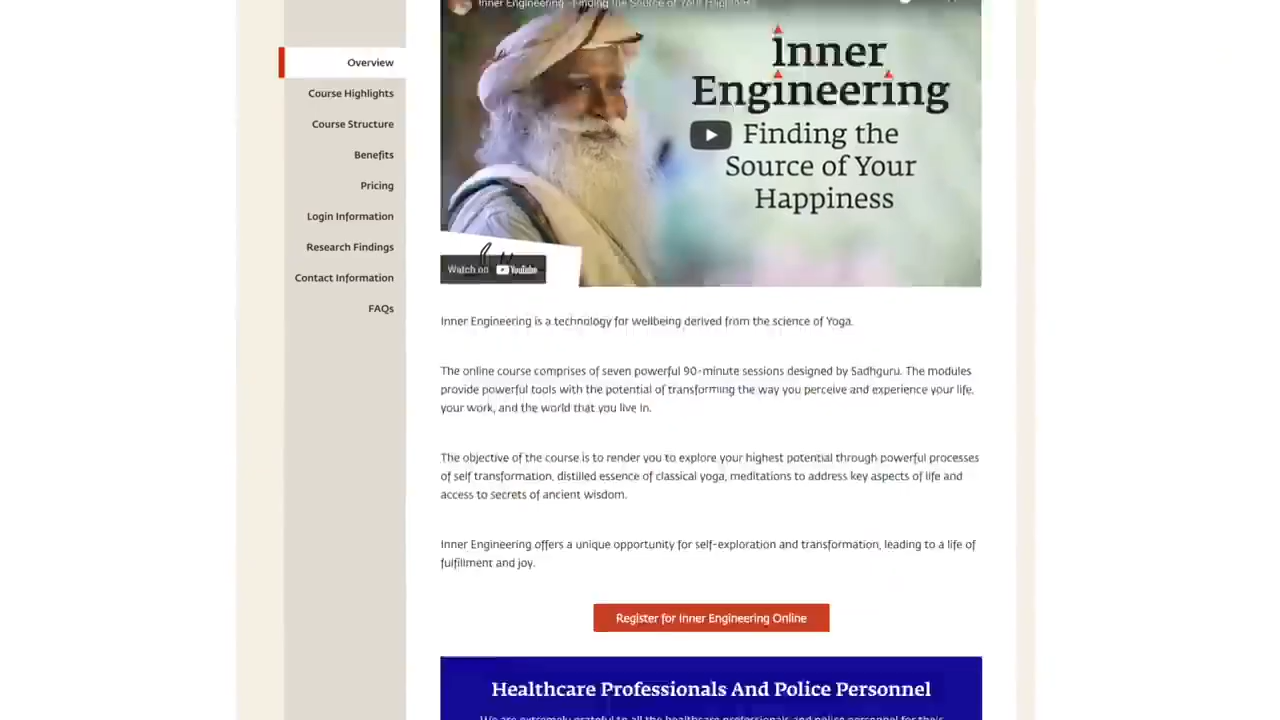 Inner Engineering - Finding the Source of Your Happiness
Overview
Course Highlights
Course Structure
Benefits
Pricing
Login Information
Research Findings
Contact Information
FAQs
Inner
Engineering
Finding the
Source of Your
Happiness
Watch on YouTube
Inner Engineering is a technology for wellbeing derived from the science of Yoga.
The online course comprises of seven powerful 90-minute sessions designed by Sadhguru. The modules
provide powerful tools with the potential of transforming the way you perceive and experience your life,
your work, and the world that you live in.
The objective of the course is to render you to explore your highest potential through powerful processes
of self transformation, distilled essence of classical yoga, meditations to address key aspects of life and
access to secrets of ancient wisdom.
Inner Engineering offers a unique opportunity for self-exploration and transformation, leading to a life of
fulfillment and joy.
Register for Inner Engineering Online
Healthcare Professionals And Police Personnel
We are extremely grateful to all the healthcare professionals and police personnel for their